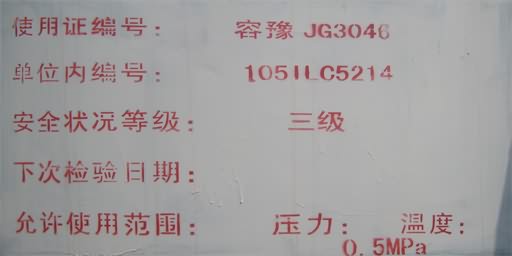 使用证编号: 容豫 JG3046
单位内编号: 1051LC5214
安全状况等级: 三级
下次检验日期:
允许使用范围: 压力: 温度:
0.5MPa